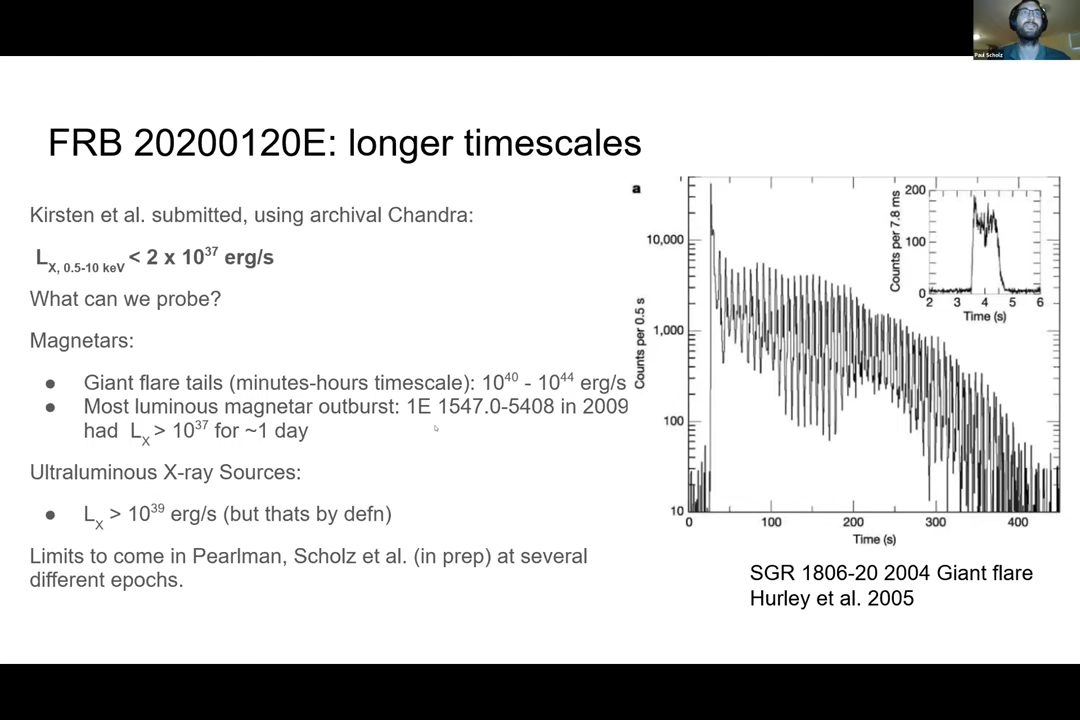 Paul Scholz
FRB 20200120E: longer timescales
Kirsten et al. submitted, using archival Chandra:
L_X, 0.5-10 keV < 2 x 10^37 erg/s
What can we probe?
Magnetars:
● Giant flare tails (minutes-hours timescale): 10^40 - 10^44 erg/s
● Most luminous magnetar outburst: 1E 1547.0-5408 in 2009
had L_X > 10^37 for ~1 day
Ultraluminous X-ray Sources:
● L_X > 10^39 erg/s (but thats by defn)
Limits to come in Pearlman, Scholz et al. (in prep) at several
different epochs.
a
Counts per 0.5 s
10,000
1,000
100
10
0 100 200 300 400
Time (s)
Counts per 7.8 ms
200
100
0
2 3 4 5 6
Time (s)
SGR 1806-20 2004 Giant flare
Hurley et al. 2005